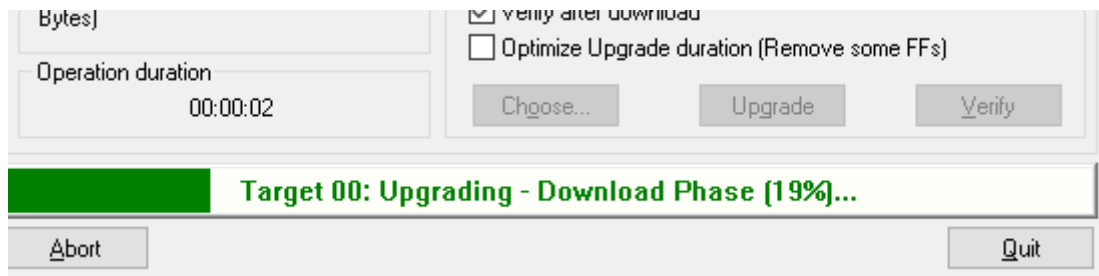 Bytes)
Verify after download
Optimize Upgrade duration (Remove some FFs)
Operation duration
00:00:02
Choose...
Upgrade
Verify
Target 00: Upgrading - Download Phase (19%)...
Abort
Quit